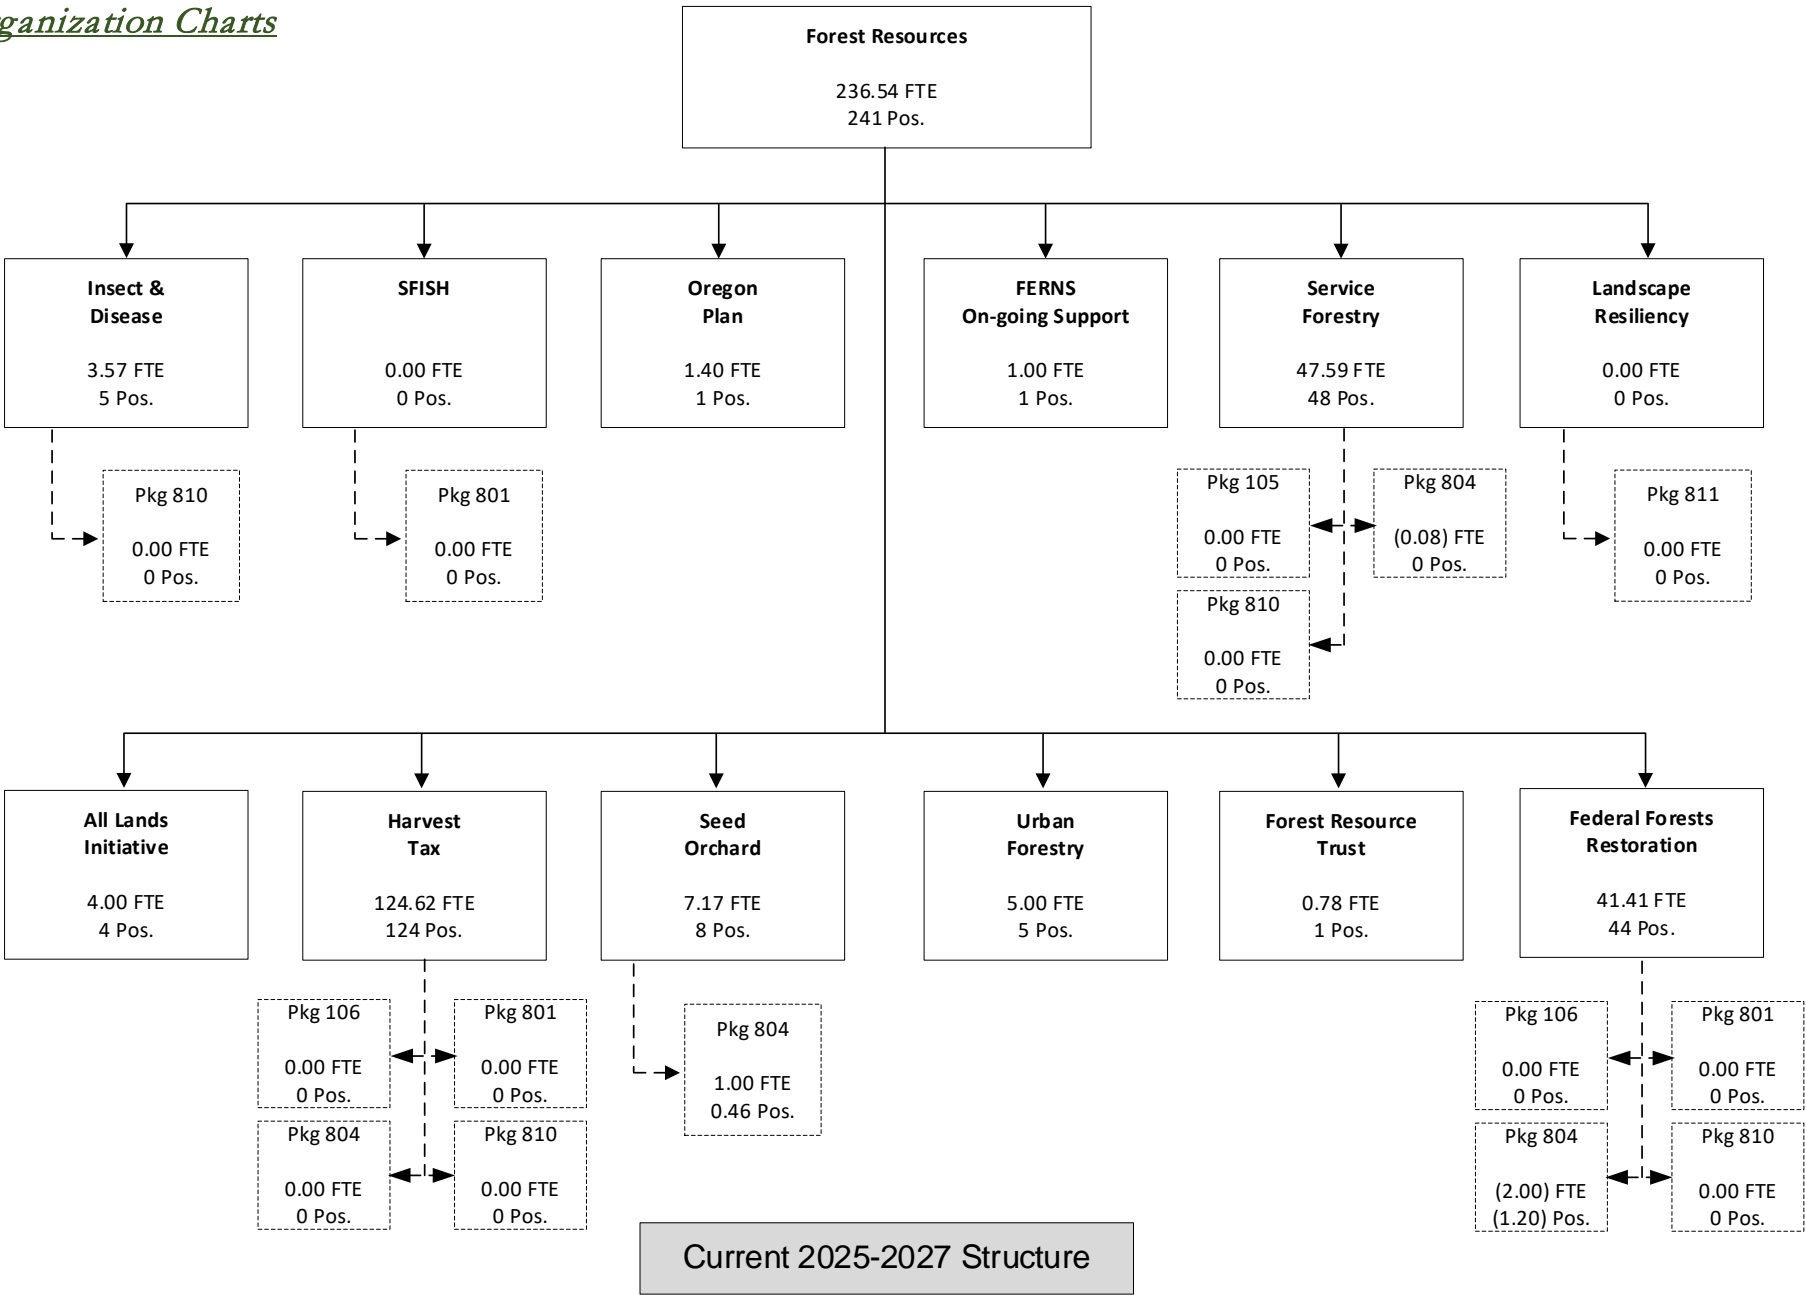 ganization Charts
Forest Resources
236.54 FTE
241 Pos.
Insect &
Disease
3.57 FTE
5 Pos.
SFISH
0.00 FTE
0 Pos.
Oregon
Plan
1.40 FTE
1 Pos.
FERNS
On-going Support
1.00 FTE
1 Pos.
Service
Forestry
47.59 FTE
48 Pos.
Landscape
Resiliency
0.00 FTE
0 Pos.
Pkg 810
0.00 FTE
0 Pos.
Pkg 801
0.00 FTE
0 Pos.
Pkg 105
0.00 FTE
0 Pos.
Pkg 804
(0.08) FTE
0 Pos.
Pkg 810
0.00 FTE
0 Pos.
Pkg 811
0.00 FTE
0 Pos.
All Lands
Initiative
4.00 FTE
4 Pos.
Harvest
Tax
124.62 FTE
124 Pos.
Seed
Orchard
7.17 FTE
8 Pos.
Urban
Forestry
5.00 FTE
5 Pos.
Forest Resource
Trust
0.78 FTE
1 Pos.
Federal Forests
Restoration
41.41 FTE
44 Pos.
Pkg 106
0.00 FTE
0 Pos.
Pkg 801
0.00 FTE
0 Pos.
Pkg 804
0.00 FTE
0 Pos.
Pkg 810
0.00 FTE
0 Pos.
Pkg 804
1.00 FTE
0.46 Pos.
Pkg 106
0.00 FTE
0 Pos.
Pkg 801
0.00 FTE
0 Pos.
Pkg 804
(2.00) FTE
(1.20) Pos.
Pkg 810
0.00 FTE
0 Pos.
Current 2025-2027 Structure